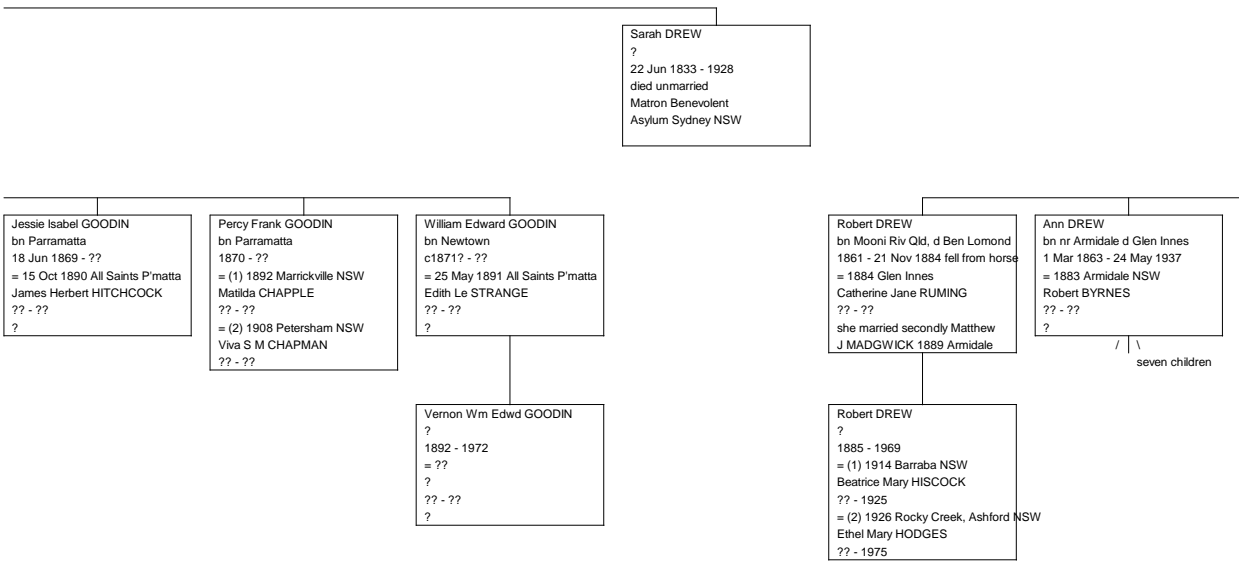 Sarah DREW
?
22 Jun 1833 - 1928
died unmarried
Matron Benevolent
Asylum Sydney NSW
Jessie Isabel GOODIN
bn Parramatta
18 Jun 1869 - ??
= 15 Oct 1890 All Saints P'matta
James Herbert HITCHCOCK
?? - ??
?
Percy Frank GOODIN
bn Parramatta
1870 - ??
= (1) 1892 Marrickville NSW
Matilda CHAPPLE
?? - ??
= (2) 1908 Petersham NSW
Viva S M CHAPMAN
?? - ??
William Edward GOODIN
bn Newtown
c1871? - ??
= 25 May 1891 All Saints P'matta
Edith Le STRANGE
?? - ??
?
Robert DREW
bn Mooni Riv Qld, d Ben Lomond
1861 - 21 Nov 1884 fell from horse
= 1884 Glen Innes
Catherine Jane RUMING
?? - ??
she married secondly Matthew
J MADGWICK 1889 Armidale
Ann DREW
bn nr Armidale d Glen Innes
1 Mar 1863 - 24 May 1937
= 1883 Armidale NSW
Robert BYRNES
?? - ??
?
/ \
seven children
Vernon Wm Edwd GOODIN
?
1892 - 1972
= ??
?
?? - ??
?
Robert DREW
?
1885 - 1969
= (1) 1914 Barraba NSW
Beatrice Mary HISCOCK
?? - 1925
= (2) 1926 Rocky Creek, Ashford NSW
Ethel Mary HODGES
?? - 1975